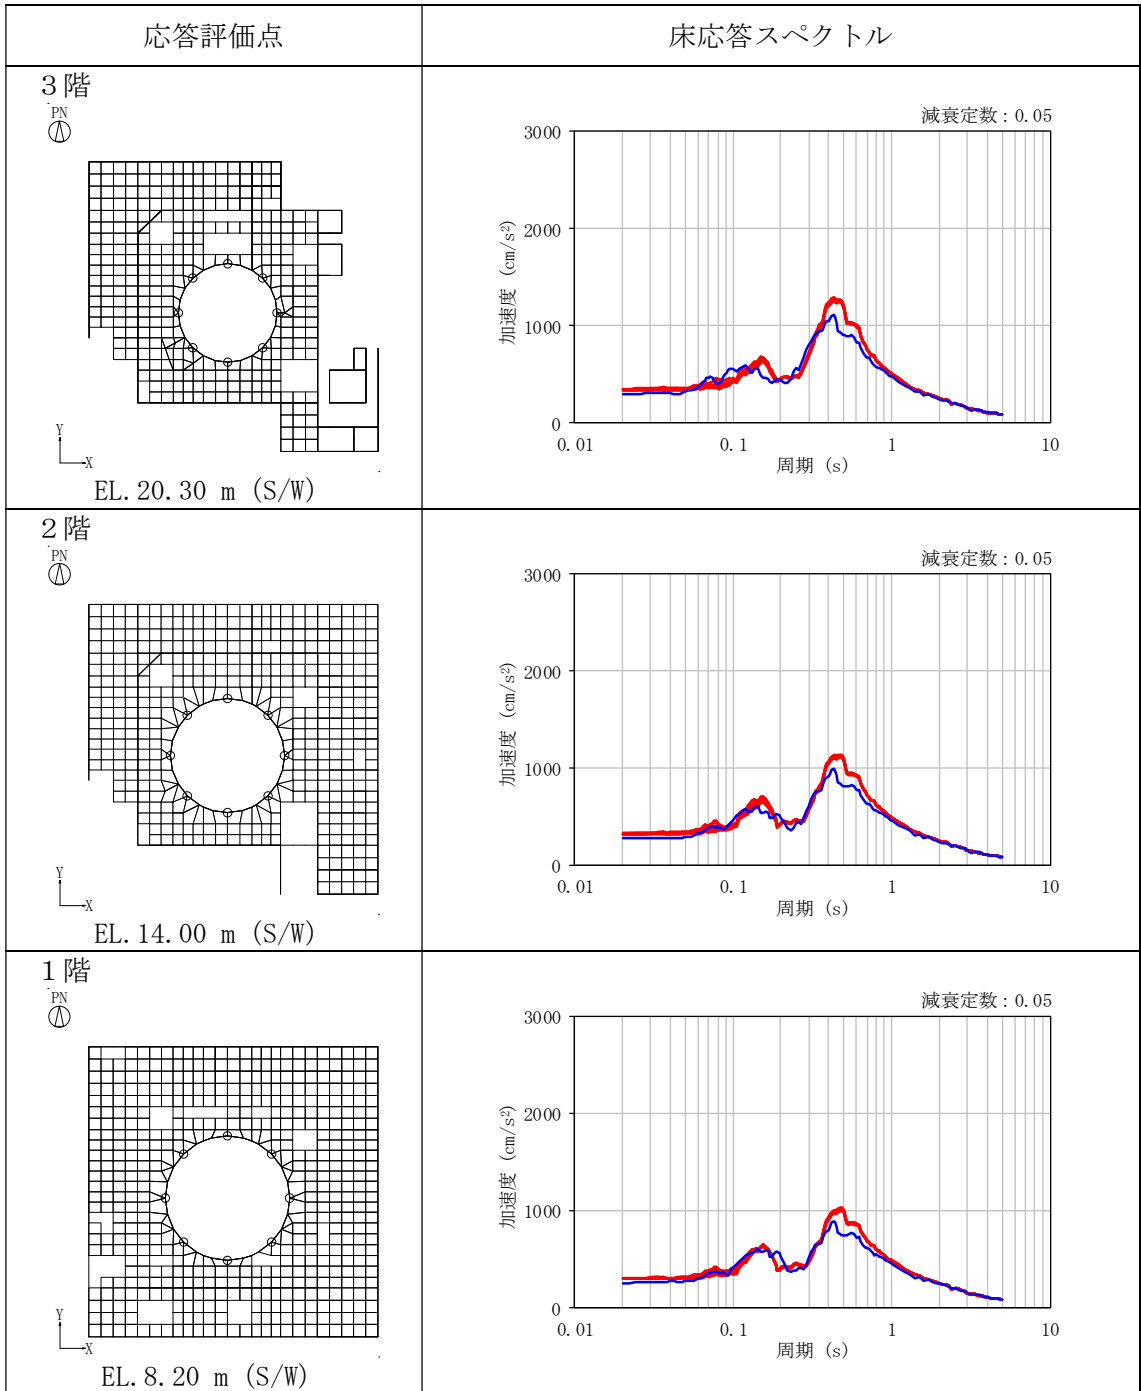 応答評価点
床応答スペクトル
3階
PN
Y
X
EL.20.30 m (S/W)
減衰定数：0.05
加速度 (cm/s²)
3000
2000
1000
0
0.01
0.1
1
10
周期 (s)
2階
PN
Y
X
EL.14.00 m (S/W)
減衰定数：0.05
加速度 (cm/s²)
3000
2000
1000
0
0.01
0.1
1
10
周期 (s)
1階
PN
Y
X
EL.8.20 m (S/W)
減衰定数：0.05
加速度 (cm/s²)
3000
2000
1000
0
0.01
0.1
1
10
周期 (s)